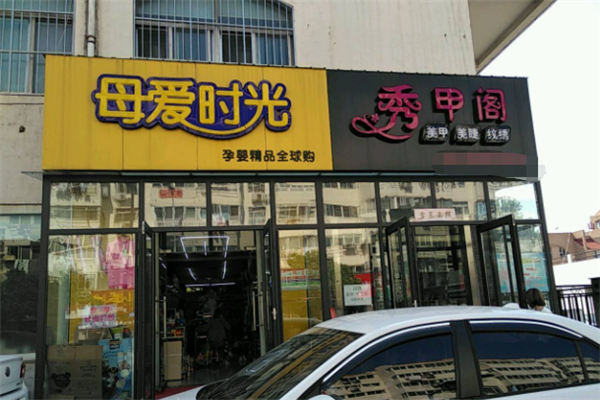 母爱时光
孕婴精品全球购
秀甲阁
美甲 美睫 纹绣